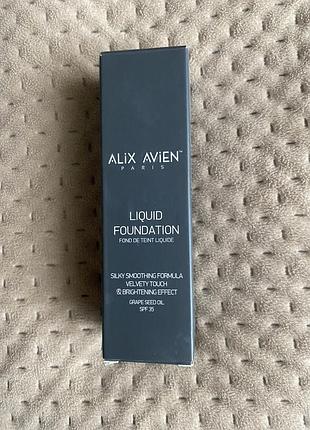 ALiX AViEN™
PARIS
LIQUID
FOUNDATION
FOND DE TEINT LIQUIDE
SILKY SMOOTHING FORMULA
VELVETY TOUCH
& BRIGHTENING EFFECT
GRAPE SEED OIL
SPF 35